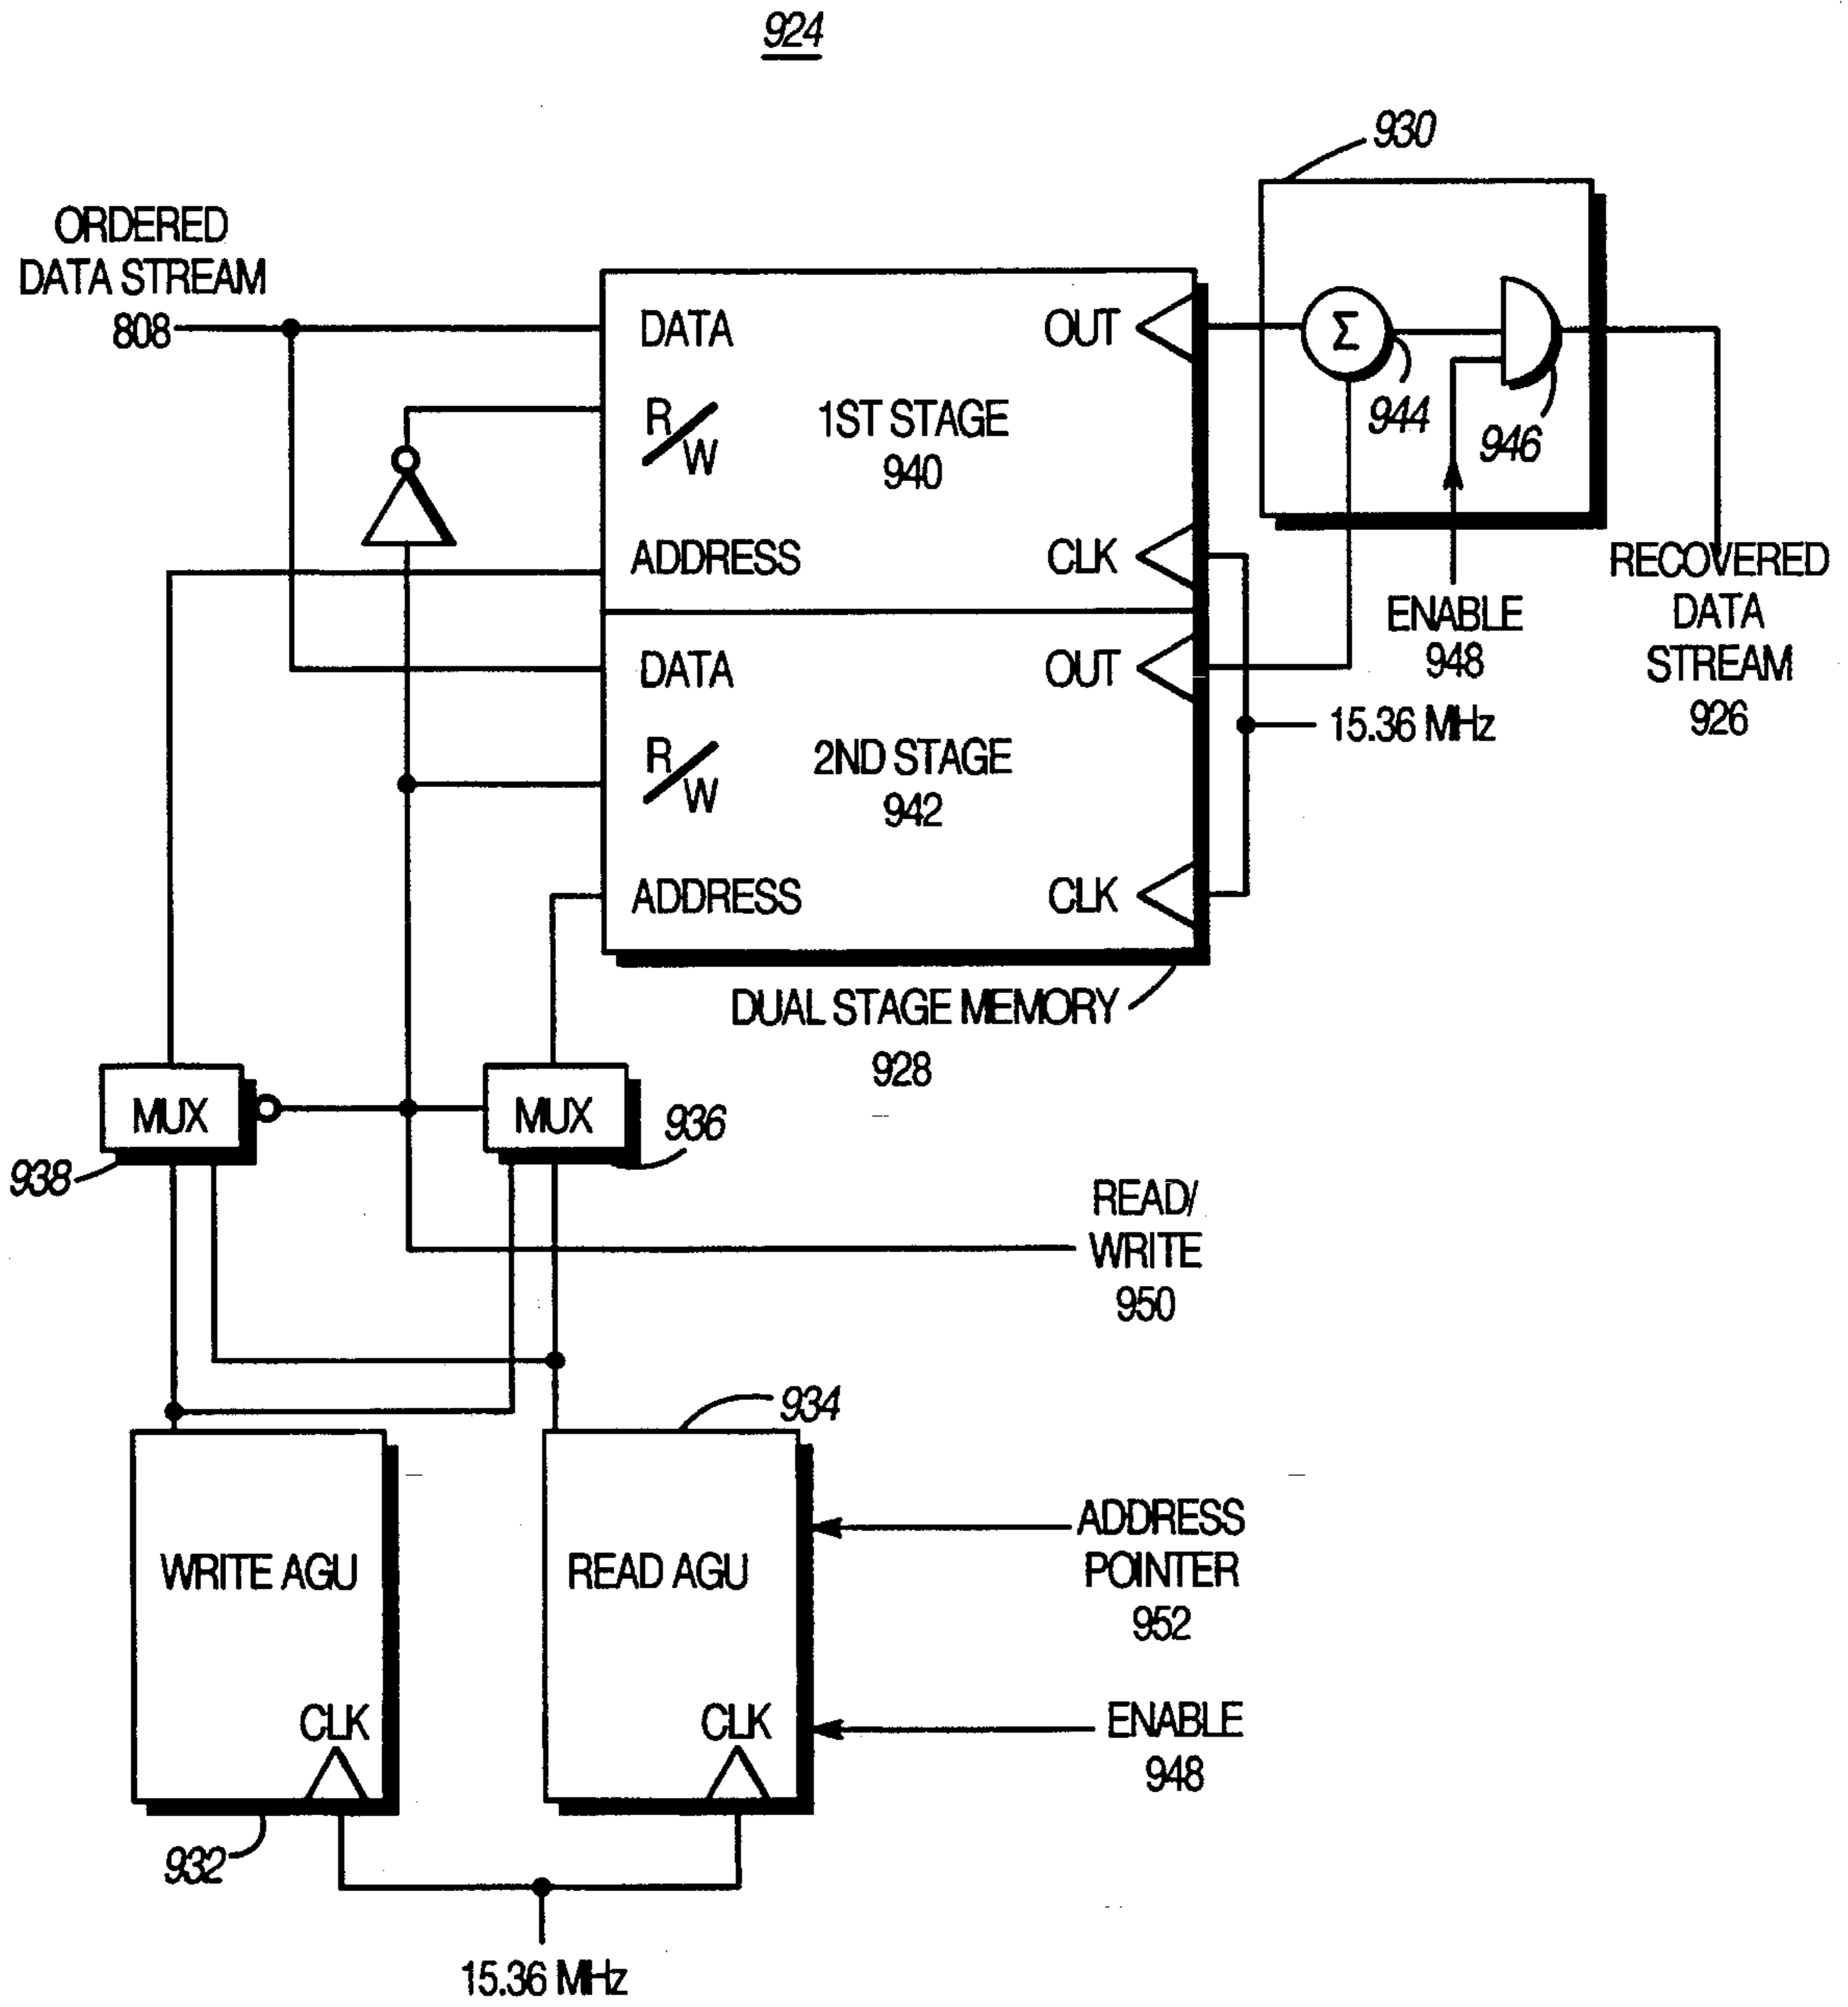 924
930
ORDERED
DATA STREAM
808
DATA
OUT
Σ
944
946
R/W
1ST STAGE
940
ADDRESS
CLK
ENABLE
948
RECOVERED
DATA
STREAM
926
DATA
OUT
15.36 MHz
R/W
2ND STAGE
942
ADDRESS
CLK
DUAL STAGE MEMORY
928
MUX
938
MUX
936
READ/
WRITE
950
934
WRITE AGU
CLK
932
READ AGU
CLK
ADDRESS
POINTER
952
ENABLE
948
15.36 MHz